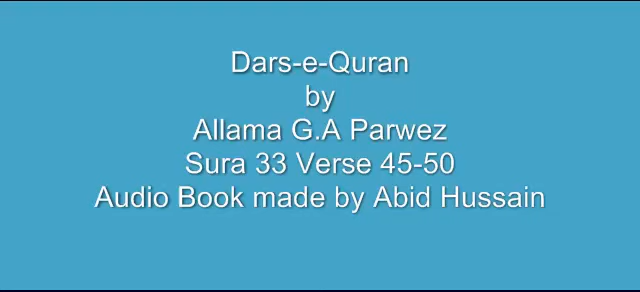 Dars-e-Quran
by
Allama G.A Parwez
Sura 33 Verse 45-50
Audio Book made by Abid Hussain